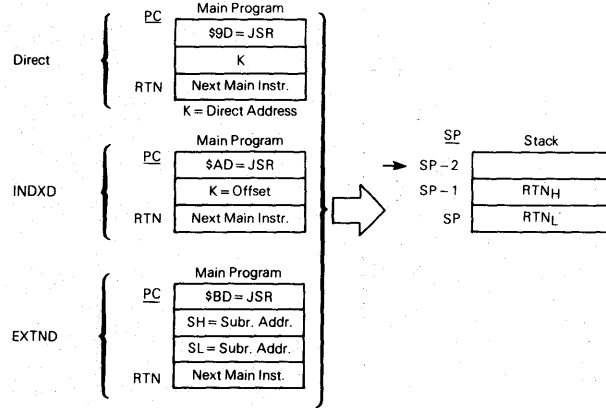 Main Program
PC
$9D = JSR
Direct
K
RTN
Next Main Instr.
K = Direct Address
Main Program
PC
$AD = JSR
INDXD
K = Offset
RTN
Next Main Instr.
Main Program
PC
$BD = JSR
EXTND
SH = Subr. Addr.
SL = Subr. Addr.
RTN
Next Main Inst.
SP
Stack
SP – 2
SP – 1
RTNH
SP
RTNL